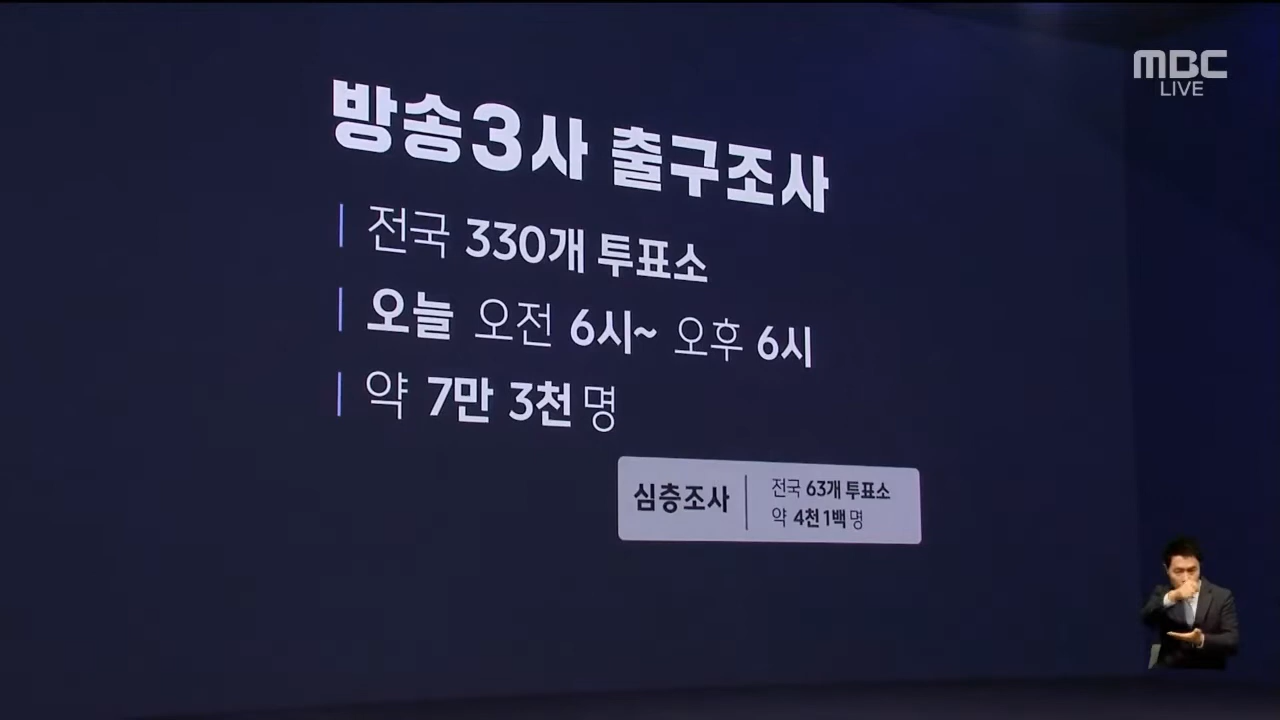 MBC
LIVE
방송3사 출구조사
전국 330개 투표소
오늘 오전 6시~ 오후 6시
약 7만 3천 명
심층조사
전국 63개 투표소
약 4천 1백 명